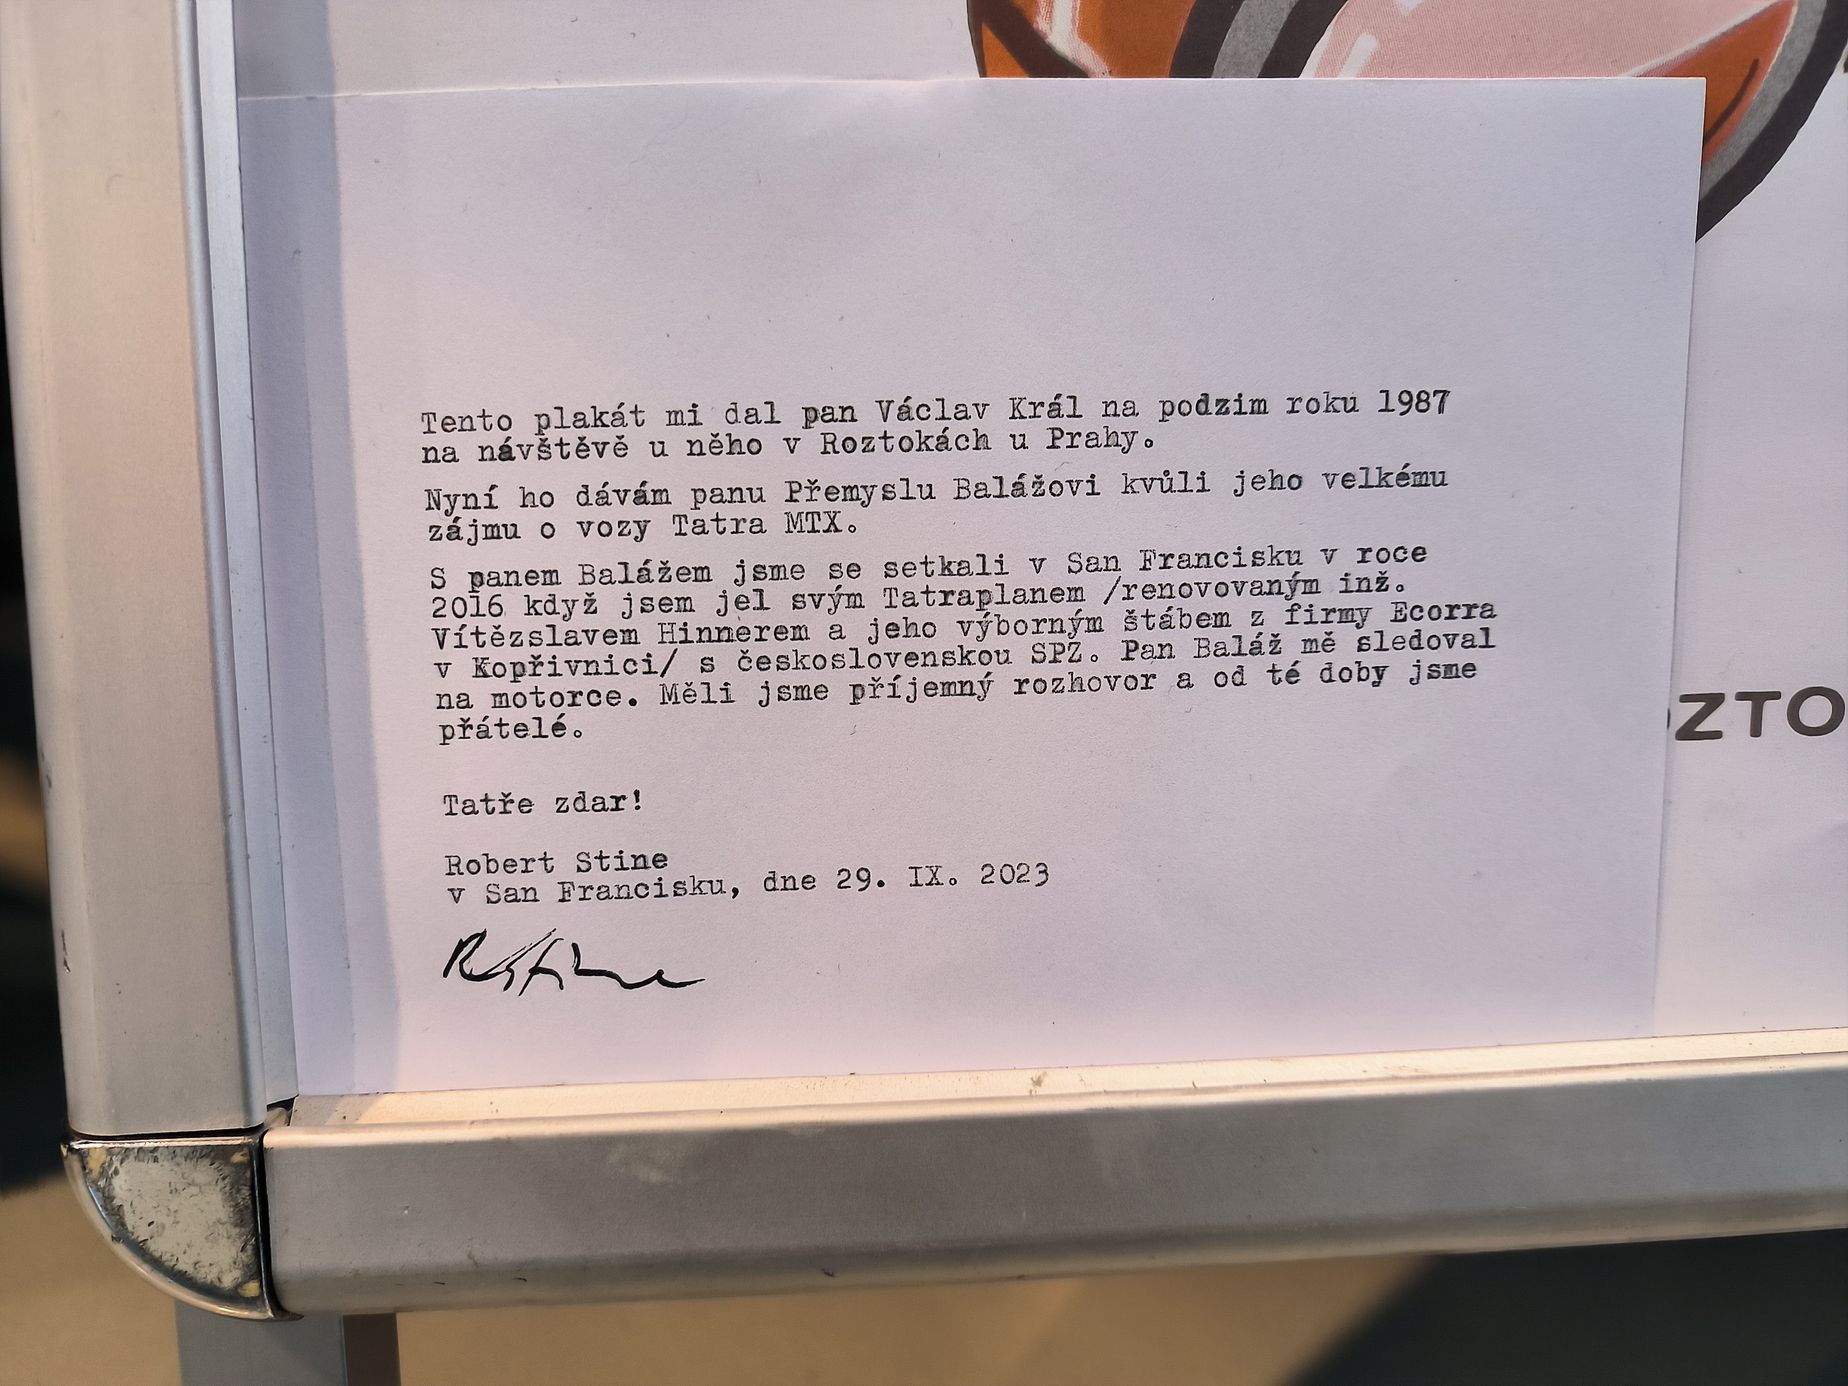 Tento plakát mi dal pan Václav Král na podzim roku 1987
na návštěvě u něho v Roztokách u Prahy.
Nyní ho dávám panu Přemyslu Balážovi kvůli jeho velkému
zájmu o vozy Tatra MTX.
S panem Balážem jsme se setkali v San Francisku v roce
2016 když jsem jel svým Tatraplanem /renovovaným inž.
Vítězslavem Hinnerem a jeho výborným štábem z firmy Ecorra
v Kopřivnici/ s československou SPZ. Pan Baláž mě sledoval
na motorce. Měli jsme příjemný rozhovor a od té doby jsme
přátelé.
Tatře zdar!
Robert Stine
v San Francisku, dne 29. IX. 2023
R Stine
ZTO